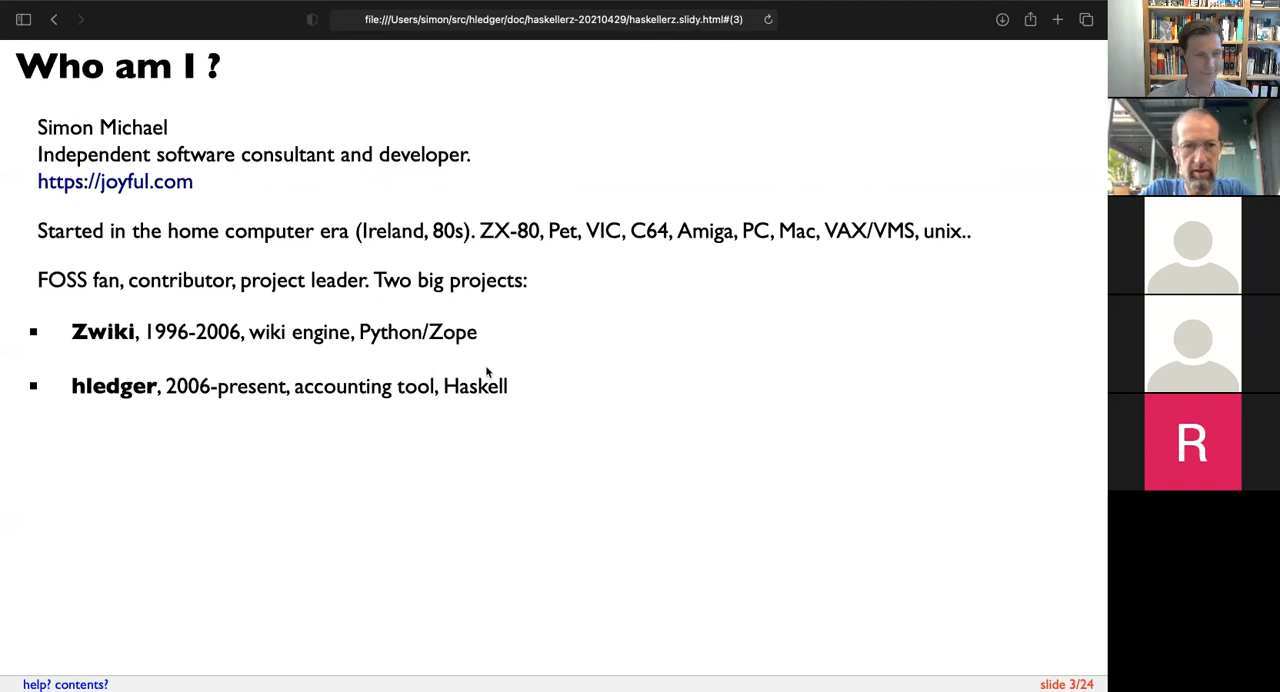 file:///Users/simon/src/hledger/doc/haskellerz-20210429/haskellerz.slidy.html#(3)
Who am I ?
Simon Michael
Independent software consultant and developer.
https://joyful.com
Started in the home computer era (Ireland, 80s). ZX-80, Pet, VIC, C64, Amiga, PC, Mac, VAX/VMS, unix..
FOSS fan, contributor, project leader. Two big projects:
Zwiki, 1996-2006, wiki engine, Python/Zope
hledger, 2006-present, accounting tool, Haskell
R
help? contents?
slide 3/24